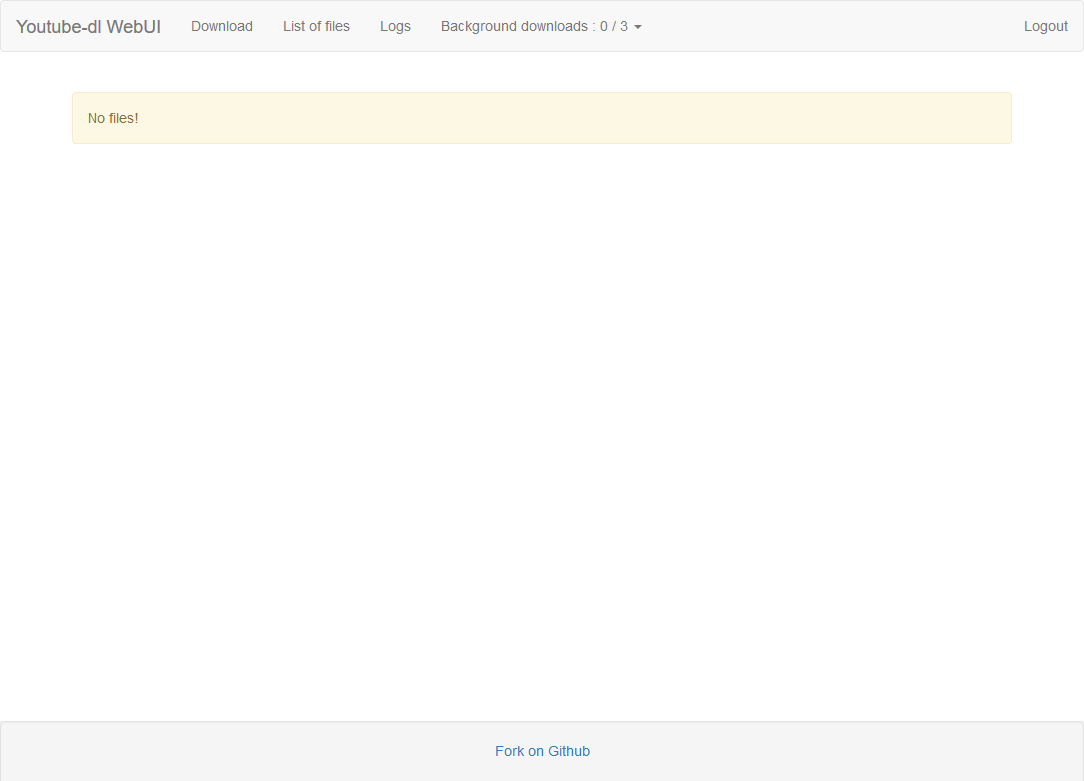 Youtube-dl WebUI Download List of files Logs Background downloads : 0 / 3 Logout
No files!
Fork on Github